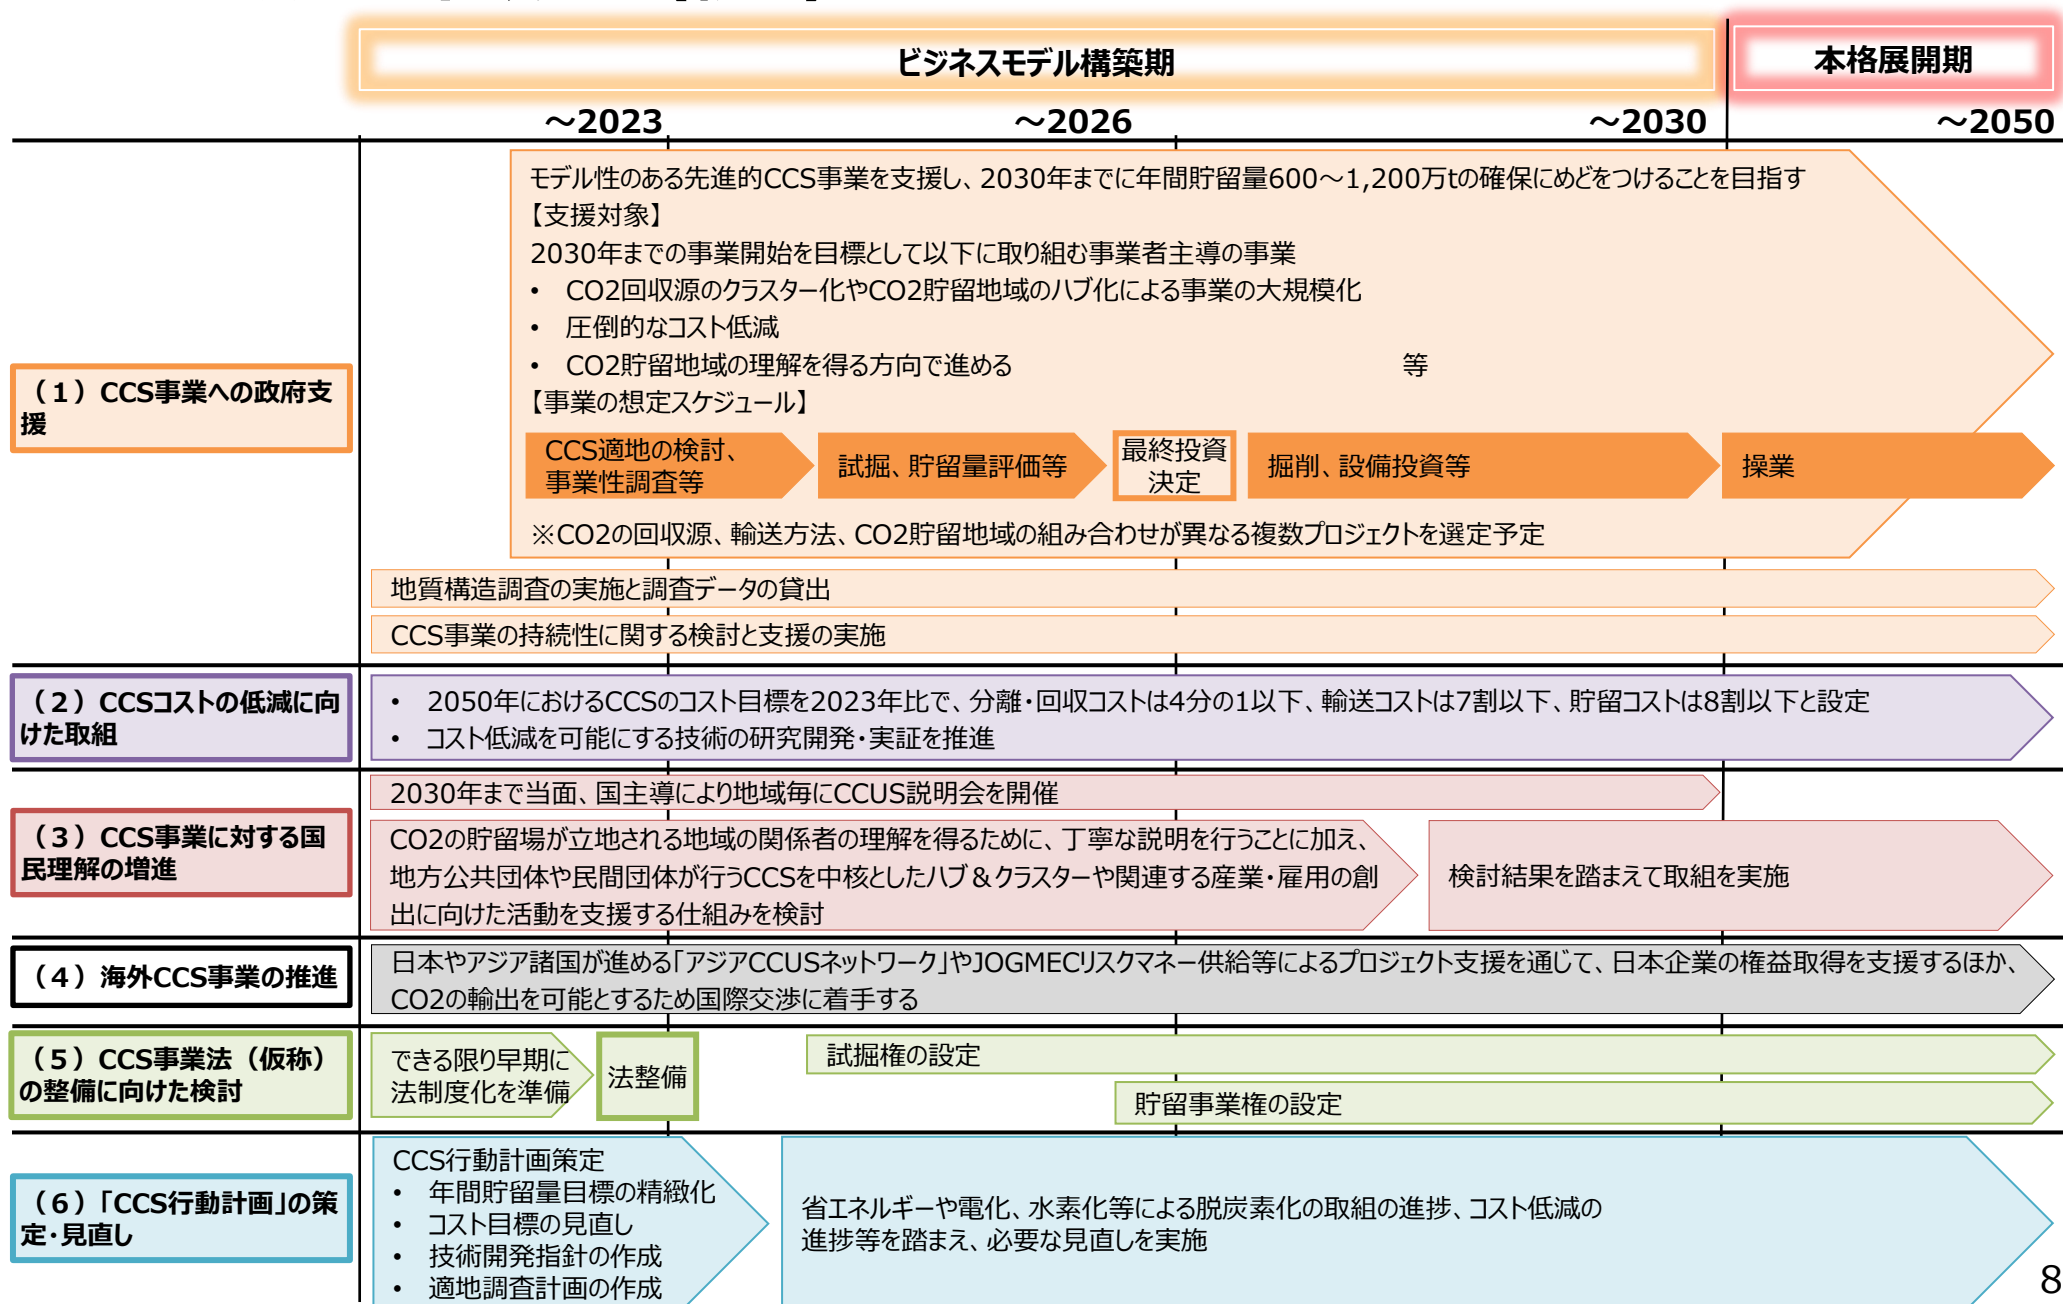 ビジネスモデル構築期
本格展開期
～2023
～2026
～2030
～2050
（１）CCS事業への政府支
援
モデル性のある先進的CCS事業を支援し、2030年までに年間貯留量600～1,200万tの確保にめどをつけることを目指す
【支援対象】
2030年までの事業開始を目標として以下に取り組む事業者主導の事業
• CO2回収源のクラスター化やCO2貯留地域のハブ化による事業の大規模化
• 圧倒的なコスト低減
• CO2貯留地域の理解を得る方向で進める 等
【事業の想定スケジュール】
CCS適地の検討、
事業性調査等
試掘、貯留量評価等
最終投資
決定
掘削、設備投資等
操業
※CO2の回収源、輸送方法、CO2貯留地域の組み合わせが異なる複数プロジェクトを選定予定
地質構造調査の実施と調査データの貸出
CCS事業の持続性に関する検討と支援の実施
（２）CCSコストの低減に向
けた取組
• 2050年におけるCCSのコスト目標を2023年比で、分離・回収コストは4分の1以下、輸送コストは7割以下、貯留コストは8割以下と設定
• コスト低減を可能にする技術の研究開発・実証を推進
（３）CCS事業に対する国
民理解の増進
2030年まで当面、国主導により地域毎にCCUS説明会を開催
CO2の貯留場が立地される地域の関係者の理解を得るために、丁寧な説明を行うことに加え、
地方公共団体や民間団体が行うCCSを中核としたハブ＆クラスターや関連する産業・雇用の創
出に向けた活動を支援する仕組みを検討
検討結果を踏まえて取組を実施
（４）海外CCS事業の推進
日本やアジア諸国が進める「アジアCCUSネットワーク」やJOGMECリスクマネー供給等によるプロジェクト支援を通じて、日本企業の権益取得を支援するほか、
CO2の輸出を可能とするため国際交渉に着手する
（５）CCS事業法（仮称）
の整備に向けた検討
できる限り早期に
法制度化を準備
法整備
試掘権の設定
貯留事業権の設定
（６）「CCS行動計画」の策
定・見直し
CCS行動計画策定
• 年間貯留量目標の精緻化
• コスト目標の見直し
• 技術開発指針の作成
• 適地調査計画の作成
省エネルギーや電化、水素化等による脱炭素化の取組の進捗、コスト低減の
進捗等を踏まえ、必要な見直しを実施
8